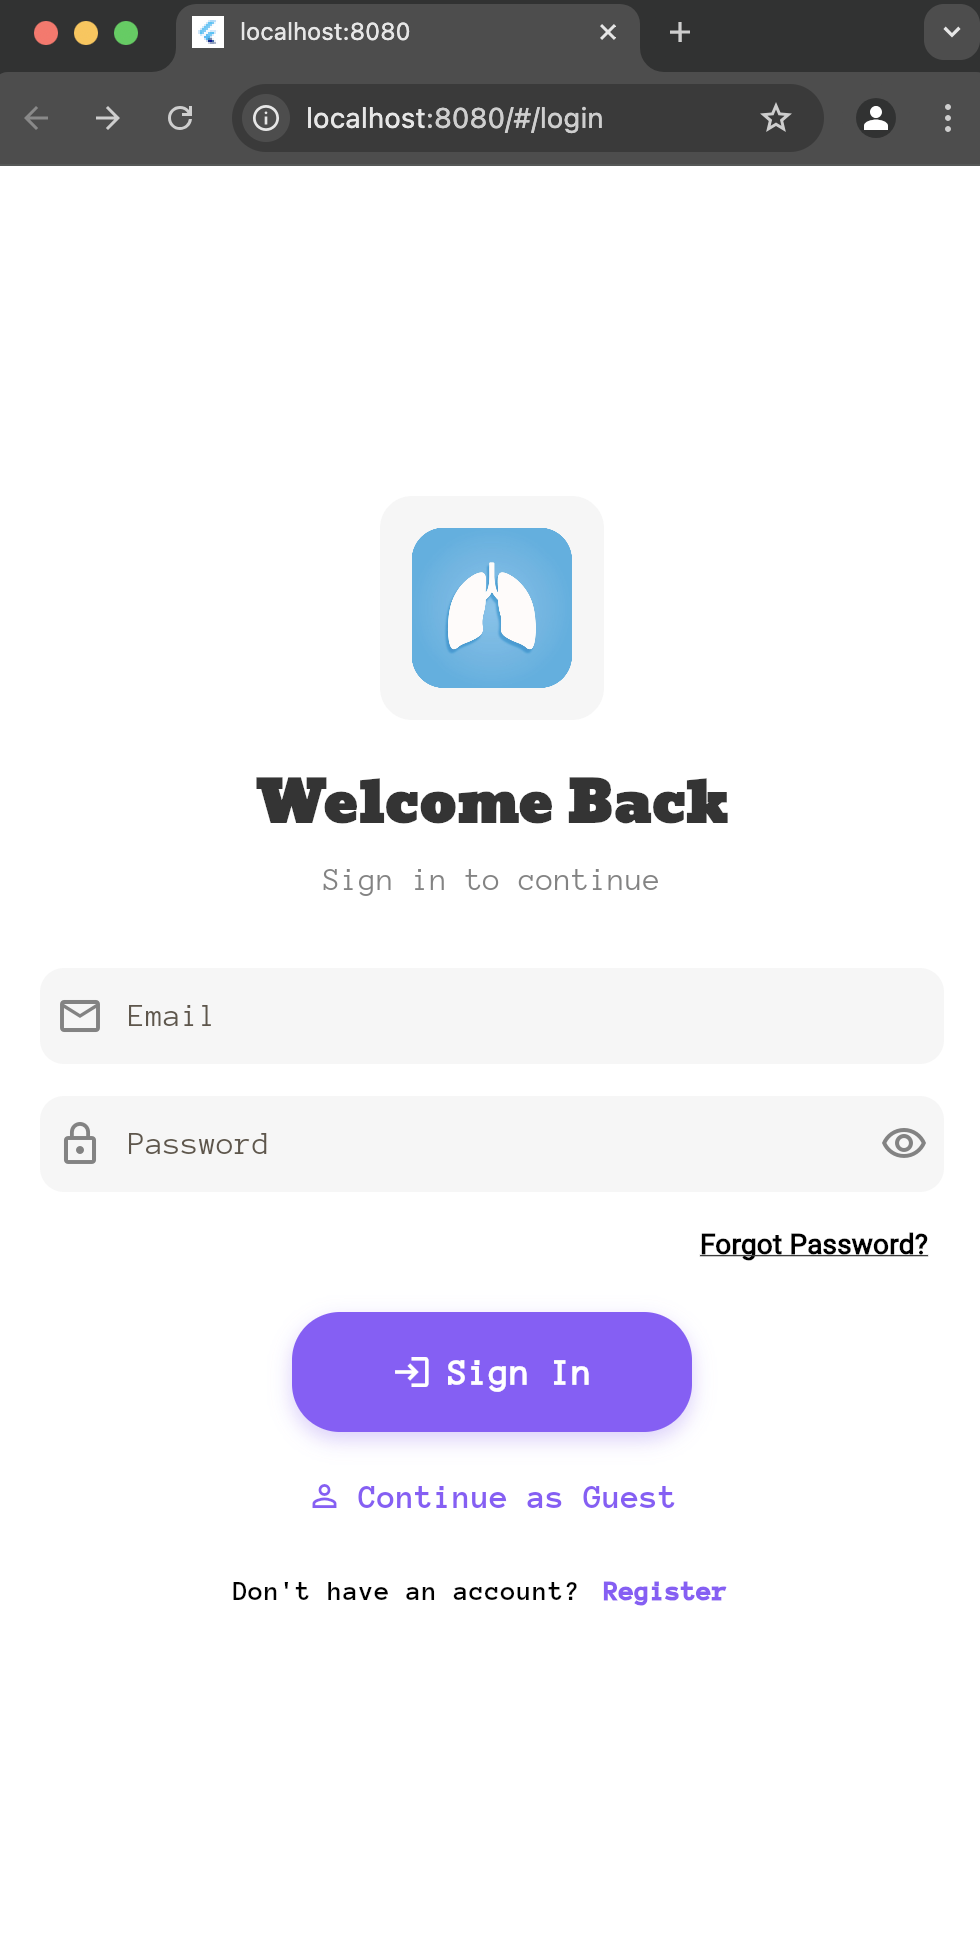 localhost:8080
localhost:8080/#/login
Welcome Back
Sign in to continue
Email
Password
Forgot Password?
Sign In
Continue as Guest
Don't have an account? Register